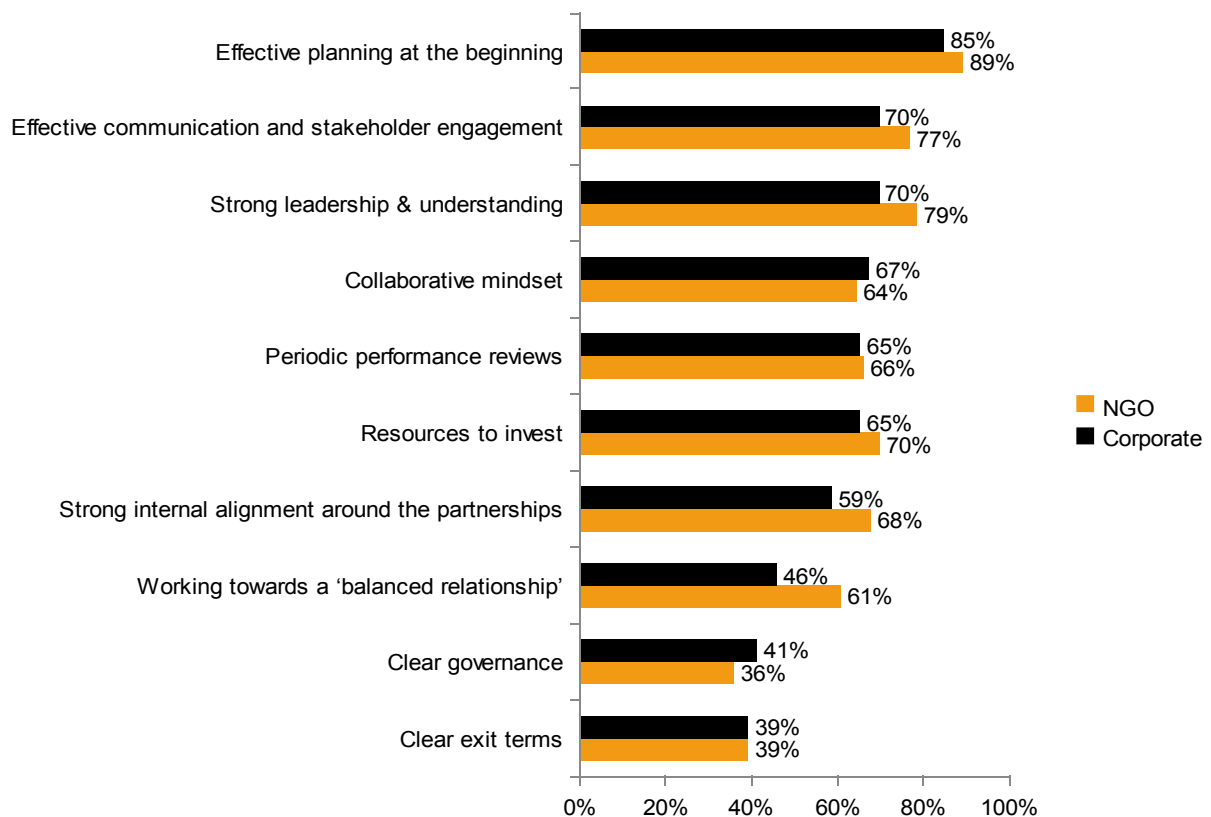 Effective planning at the beginning
85%
89%
Effective communication and stakeholder engagement
70%
77%
Strong leadership & understanding
70%
79%
Collaborative mindset
67%
64%
Periodic performance reviews
65%
66%
Resources to invest
65%
70%
Strong internal alignment around the partnerships
59%
68%
Working towards a ‘balanced relationship’
46%
61%
Clear governance
41%
36%
Clear exit terms
39%
39%
0% 20% 40% 60% 80% 100%
NGO
Corporate